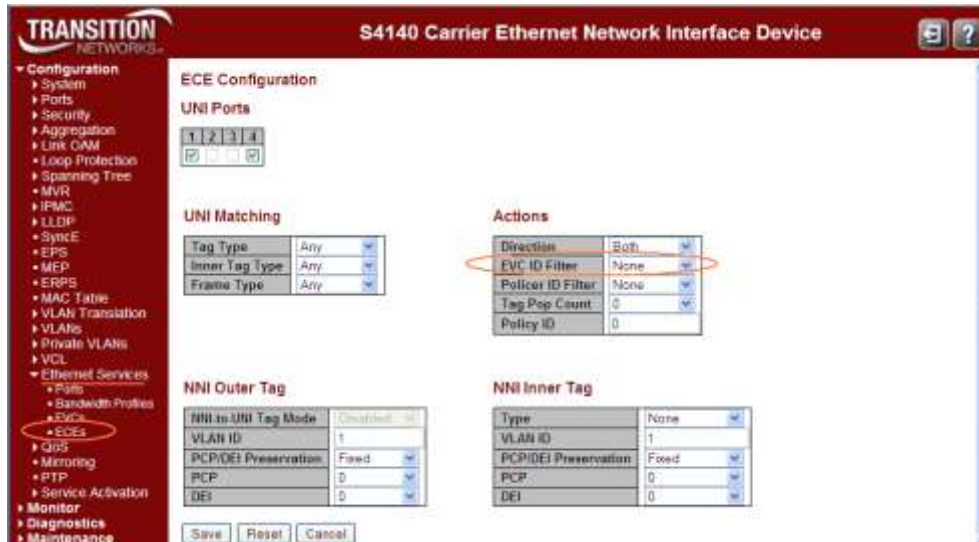 TRANSITION
NETWORKS
S4140 Carrier Ethernet Network Interface Device
?
Configuration
System
Ports
Security
Aggregation
Link OAM
Loop Protection
Spanning Tree
MVR
IPMC
LLDP
SyncE
EPS
MEP
ERPS
MAC Table
VLAN Translation
VLANs
Private VLANs
VCL
Ethernet Services
Ports
Bandwidth Profiles
EVCs
ECEs
QoS
Mirroring
PTP
Service Activation
Monitor
Diagnostics
Maintenance
ECE Configuration
UNI Ports
1 2 3 4
UNI Matching
Tag Type Any
Inner Tag Type Any
Frame Type Any
Actions
Direction Both
EVC ID Filter None
Policer ID Filter None
Tag Pop Count 0
Policy ID 0
NNI Outer Tag
NNI-to-UNI Tag Mode Disabled
VLAN ID 1
PCP/DEI Preservation Fixed
PCP 0
DEI 0
NNI Inner Tag
Type None
VLAN ID 1
PCP/DEI Preservation Fixed
PCP 0
DEI 0
Save Reset Cancel